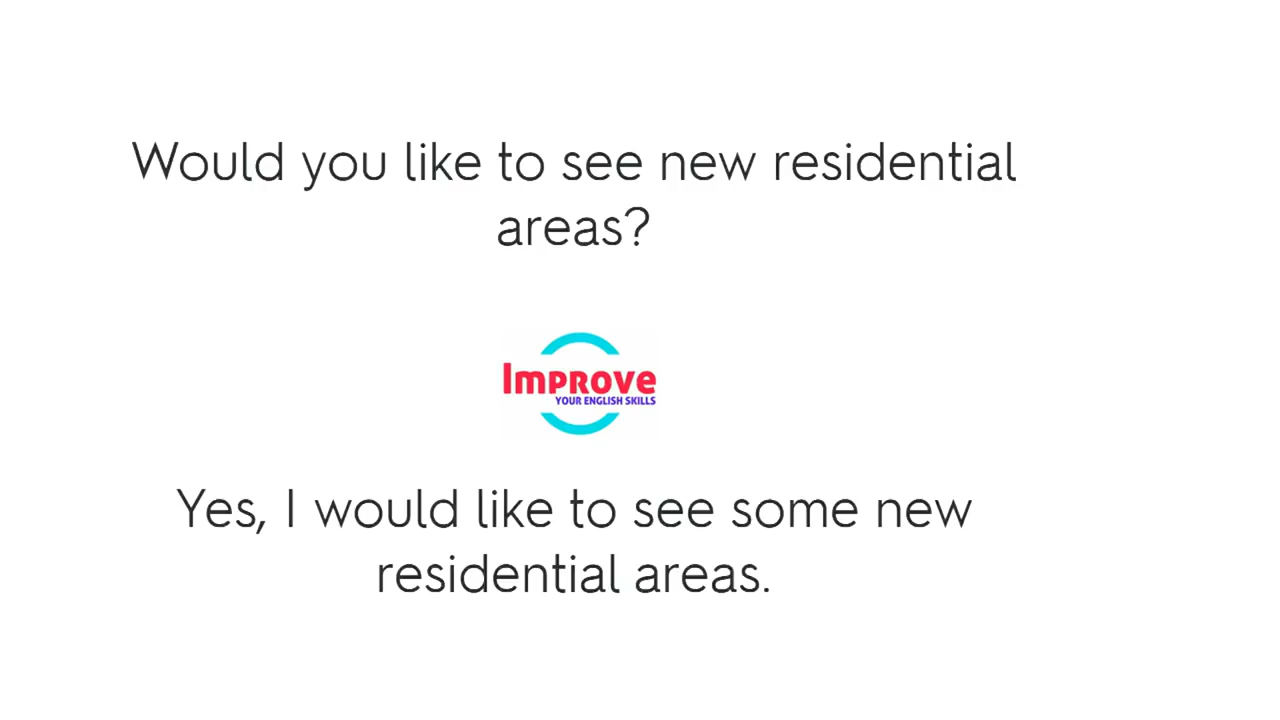 Would you like to see new residential
areas?
Improve
YOUR ENGLISH SKILLS
Yes, I would like to see some new
residential areas.